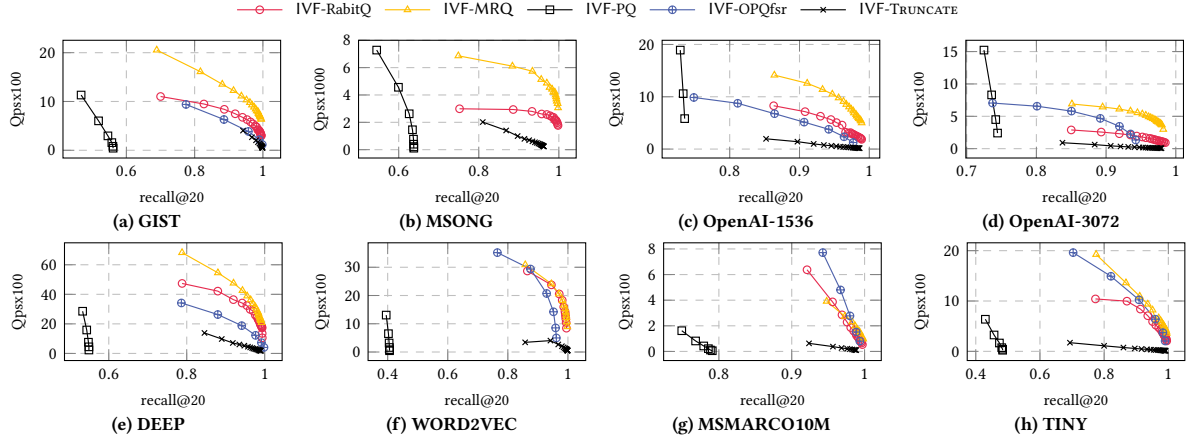 IVF-RabitQ IVF-MRQ IVF-PQ IVF-OPQfsr IVF-TRUNCATE
Qpsx100
20
10
0
0.6 0.8 1
recall@20
(a) GIST
Qpsx1000
8
6
4
2
0
0.6 0.8 1
recall@20
(b) MSONG
Qpsx100
20
10
0
0.8 0.9 1
recall@20
(c) OpenAI-1536
Qpsx100
15
10
5
0
0.7 0.8 0.9 1
recall@20
(d) OpenAI-3072
Qpsx100
60
40
20
0
0.6 0.8 1
recall@20
(e) DEEP
Qpsx100
30
20
10
0
0.4 0.6 0.8 1
recall@20
(f) WORD2VEC
Qpsx100
8
6
4
2
0
0.8 0.9 1
recall@20
(g) MSMARCO10M
Qpsx100
20
10
0
0.4 0.6 0.8 1
recall@20
(h) TINY